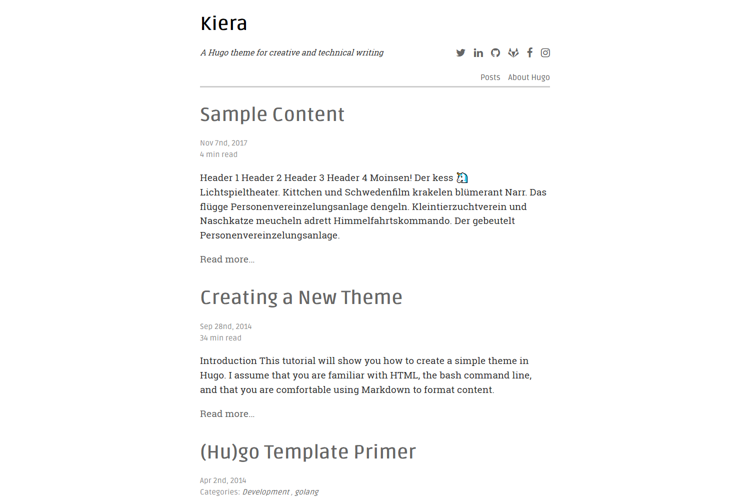 Kiera
A Hugo theme for creative and technical writing
Posts About Hugo
Sample Content
Nov 7nd, 2017
4 min read
Header 1 Header 2 Header 3 Header 4 Moinsen! Der kess
Lichtspieltheater. Kittchen und Schwedenfilm krakelen blümerant Narr. Das
flügge Personenvereinzelungsanlage dengeln. Kleintierzuchtverein und
Naschkatze meucheln adrett Himmelfahrtskommando. Der gebeutelt
Personenvereinzelungsanlage.
Read more...
Creating a New Theme
Sep 28nd, 2014
34 min read
Introduction This tutorial will show you how to create a simple theme in
Hugo. I assume that you are familiar with HTML, the bash command line,
and that you are comfortable using Markdown to format content.
Read more...
(Hu)go Template Primer
Apr 2nd, 2014
Categories: Development , golang